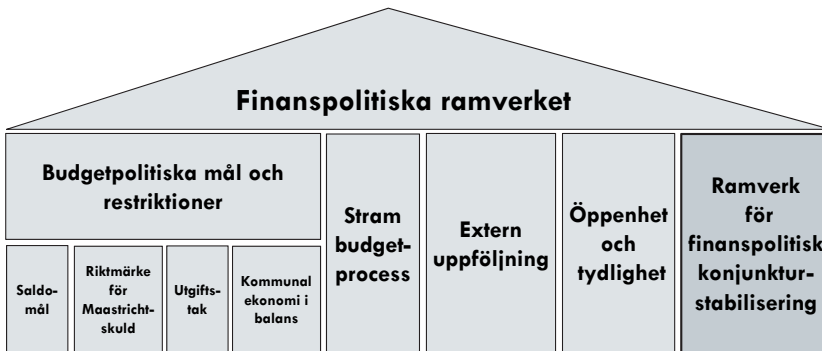 Finanspolitiska ramverket
Budgetpolitiska mål och
restriktioner
Saldo-
mål
Riktmärke
för
Maastricht-
skuld
Utgifts-
tak
Kommunal
ekonomi i
balans
Stram
budget-
process
Extern
uppföljning
Öppenhet
och
tydlighet
Ramverk
för
finanspolitisk
konjunktur-
stabilisering